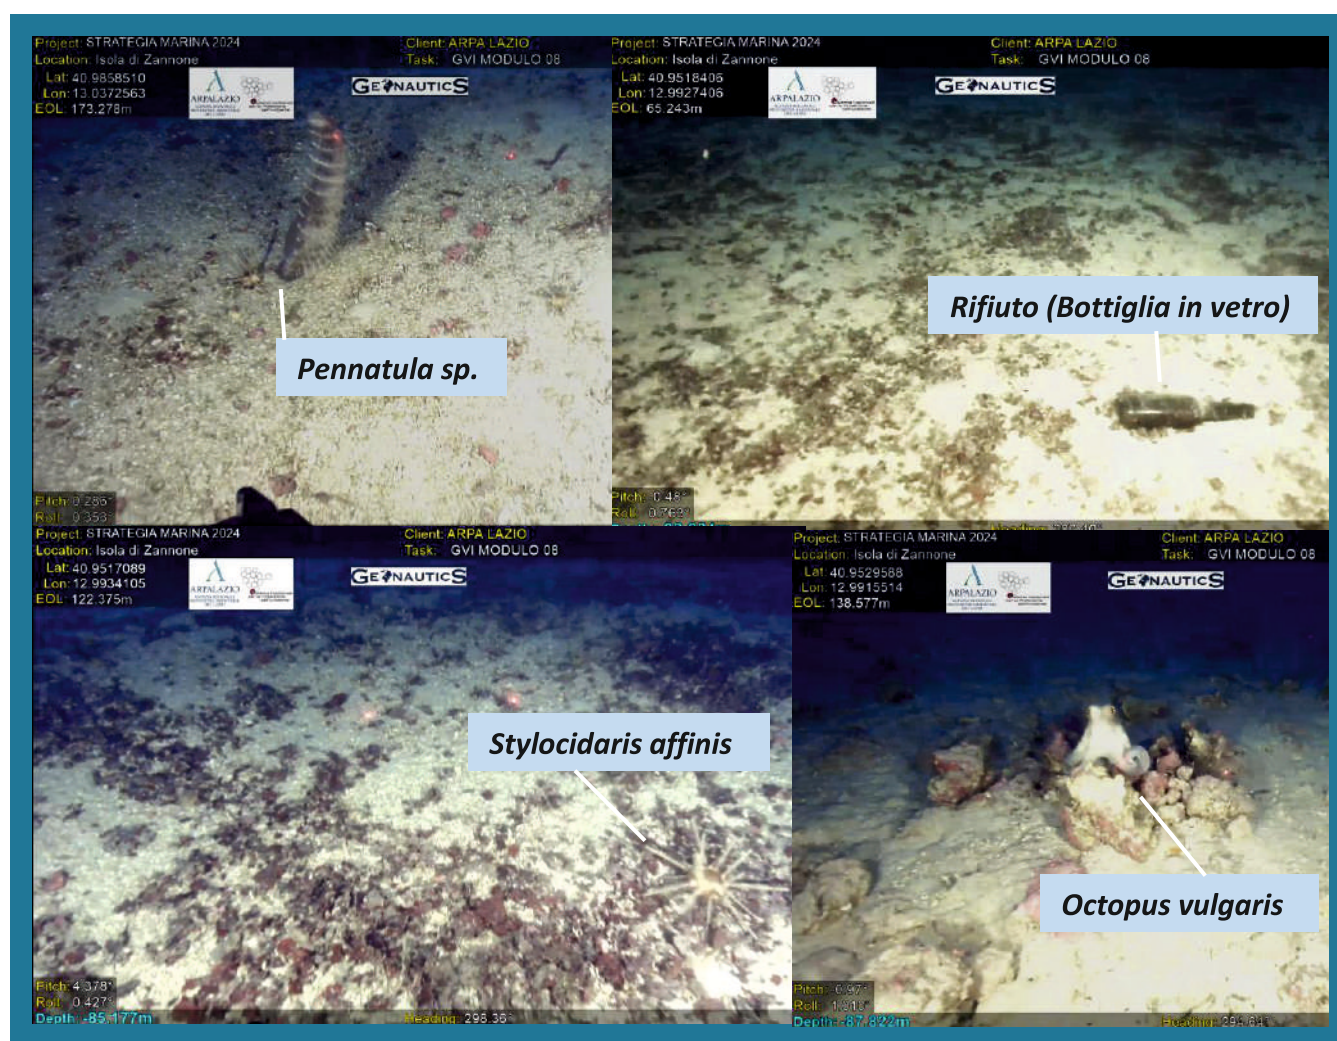 Project: STRATEGIA MARINA 2024
Client: ARPA LAZIO
Location: Isola di Zannone
Task: GVI MODULO 08
Lat: 40.9858510
Lon: 13.0372563
EOL: 173.278m
ARPALAZIO
GEONAUTICS
Pennatula sp.
Pitch: 0.285°
Roll: 0.353°
Project: STRATEGIA MARINA 2024
Client: ARPA LAZIO
Location: Isola di Zannone
Task: GVI MODULO 08
Lat: 40.9518406
Lon: 12.9927406
EOL: 65.243m
ARPALAZIO
GEONAUTICS
Rifiuto (Bottiglia in vetro)
Pitch: 0.48°
Roll: 0.762°
Project: STRATEGIA MARINA 2024
Client: ARPA LAZIO
Location: Isola di Zannone
Task: GVI MODULO 08
Lat: 40.9517089
Lon: 12.9934105
EOL: 122.375m
ARPALAZIO
GEONAUTICS
Stylocidaris affinis
Pitch: 4.378°
Roll: 0.427°
Depth: -85.177m
Heading: 298.36°
Project: STRATEGIA MARINA 2024
Client: ARPA LAZIO
Location: Isola di Zannone
Task: GVI MODULO 08
Lat: 40.9529588
Lon: 12.9915514
EOL: 138.577m
ARPALAZIO
GEONAUTICS
Octopus vulgaris
Pitch: 6.97°
Roll:
Depth: -87.822m
Heading: